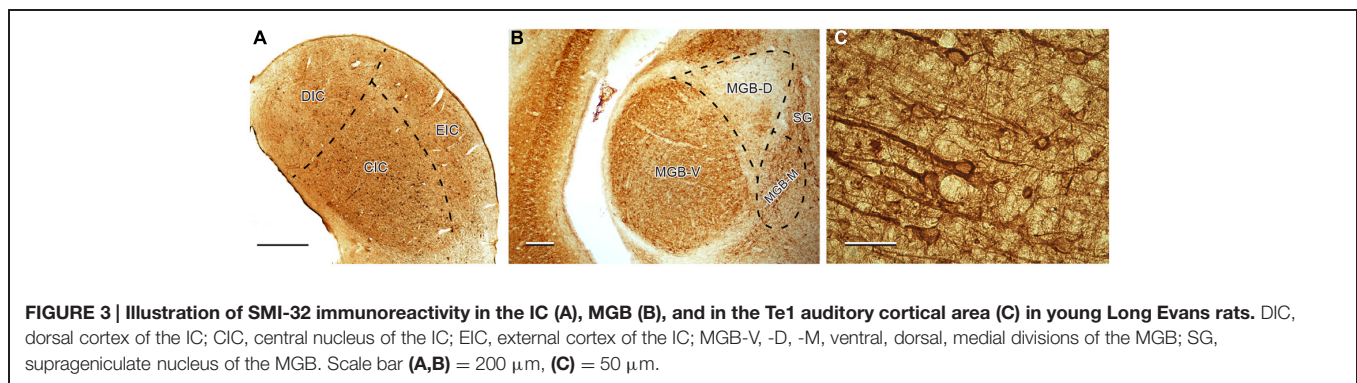 A
B
C
DIC
EIC
CIC
MGB-D
SG
MGB-V
MGB-M
FIGURE 3 | Illustration of SMI-32 immunoreactivity in the IC (A), MGB (B), and in the Te1 auditory cortical area (C) in young Long Evans rats. DIC,
dorsal cortex of the IC; CIC, central nucleus of the IC; EIC, external cortex of the IC; MGB-V, -D, -M, ventral, dorsal, medial divisions of the MGB; SG,
suprageniculate nucleus of the MGB. Scale bar (A,B) = 200 μm, (C) = 50 μm.